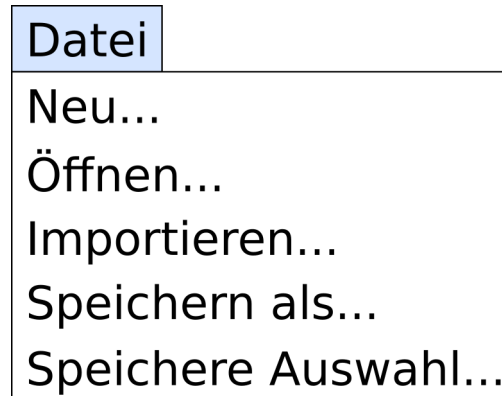 Datei
Neu...
Öffnen...
Importieren...
Speichern als...
Speichere Auswahl...